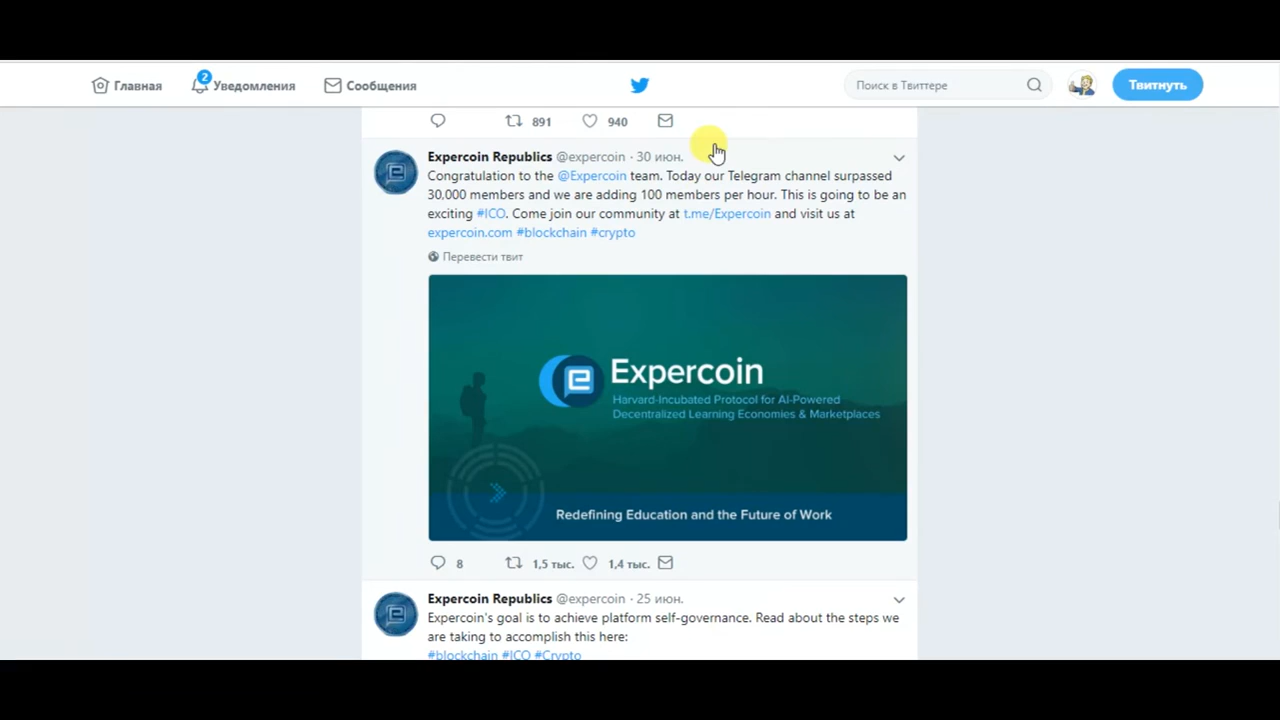 Главная
2
Уведомления
Сообщения
Поиск в Твиттере
Твитнуть
891
940
Expercoin Republics @expercoin · 30 июн.
Congratulation to the @Expercoin team. Today our Telegram channel surpassed
30,000 members and we are adding 100 members per hour. This is going to be an
exciting #ICO. Come join our community at t.me/Expercoin and visit us at
expercoin.com #blockchain #crypto
Перевести твит
Expercoin
Harvard-Incubated Protocol for AI-Powered
Decentralized Learning Economies & Marketplaces
Redefining Education and the Future of Work
8
1,5 тыс.
1,4 тыс.
Expercoin Republics @expercoin · 25 июн.
Expercoin's goal is to achieve platform self-governance. Read about the steps we
are taking to accomplish this here:
#blockchain #ICO #Crypto